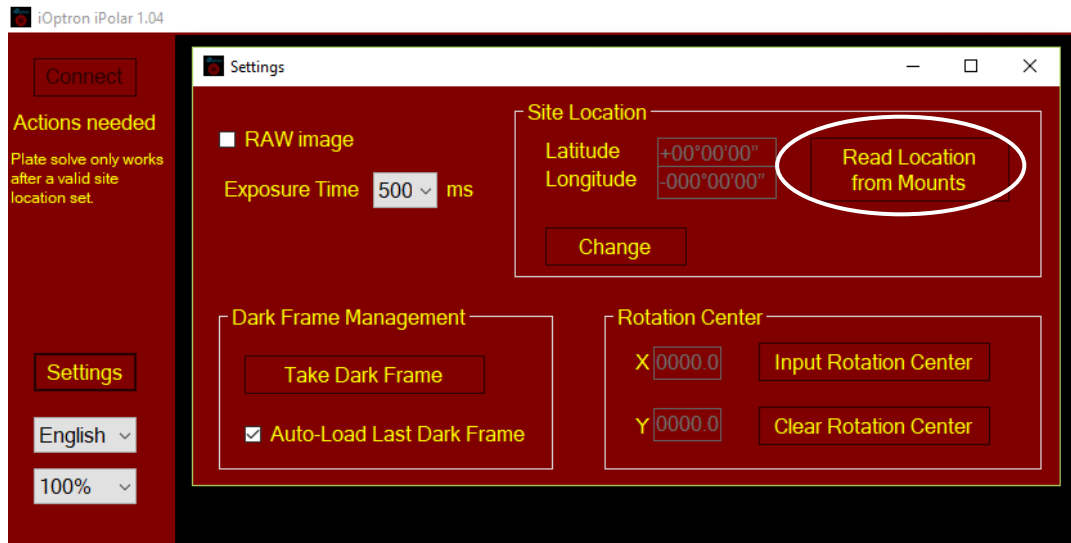 iOptron iPolar 1.04
Connect
Actions needed
Plate solve only works
after a valid site
location set.
Settings
English
100%
Settings
RAW image
Exposure Time 500 ms
Site Location
Latitude +00°00'00"
Longitude -000°00'00"
Read Location
from Mounts
Change
Dark Frame Management
Take Dark Frame
Auto-Load Last Dark Frame
Rotation Center
X 0000.0 Input Rotation Center
Y 0000.0 Clear Rotation Center